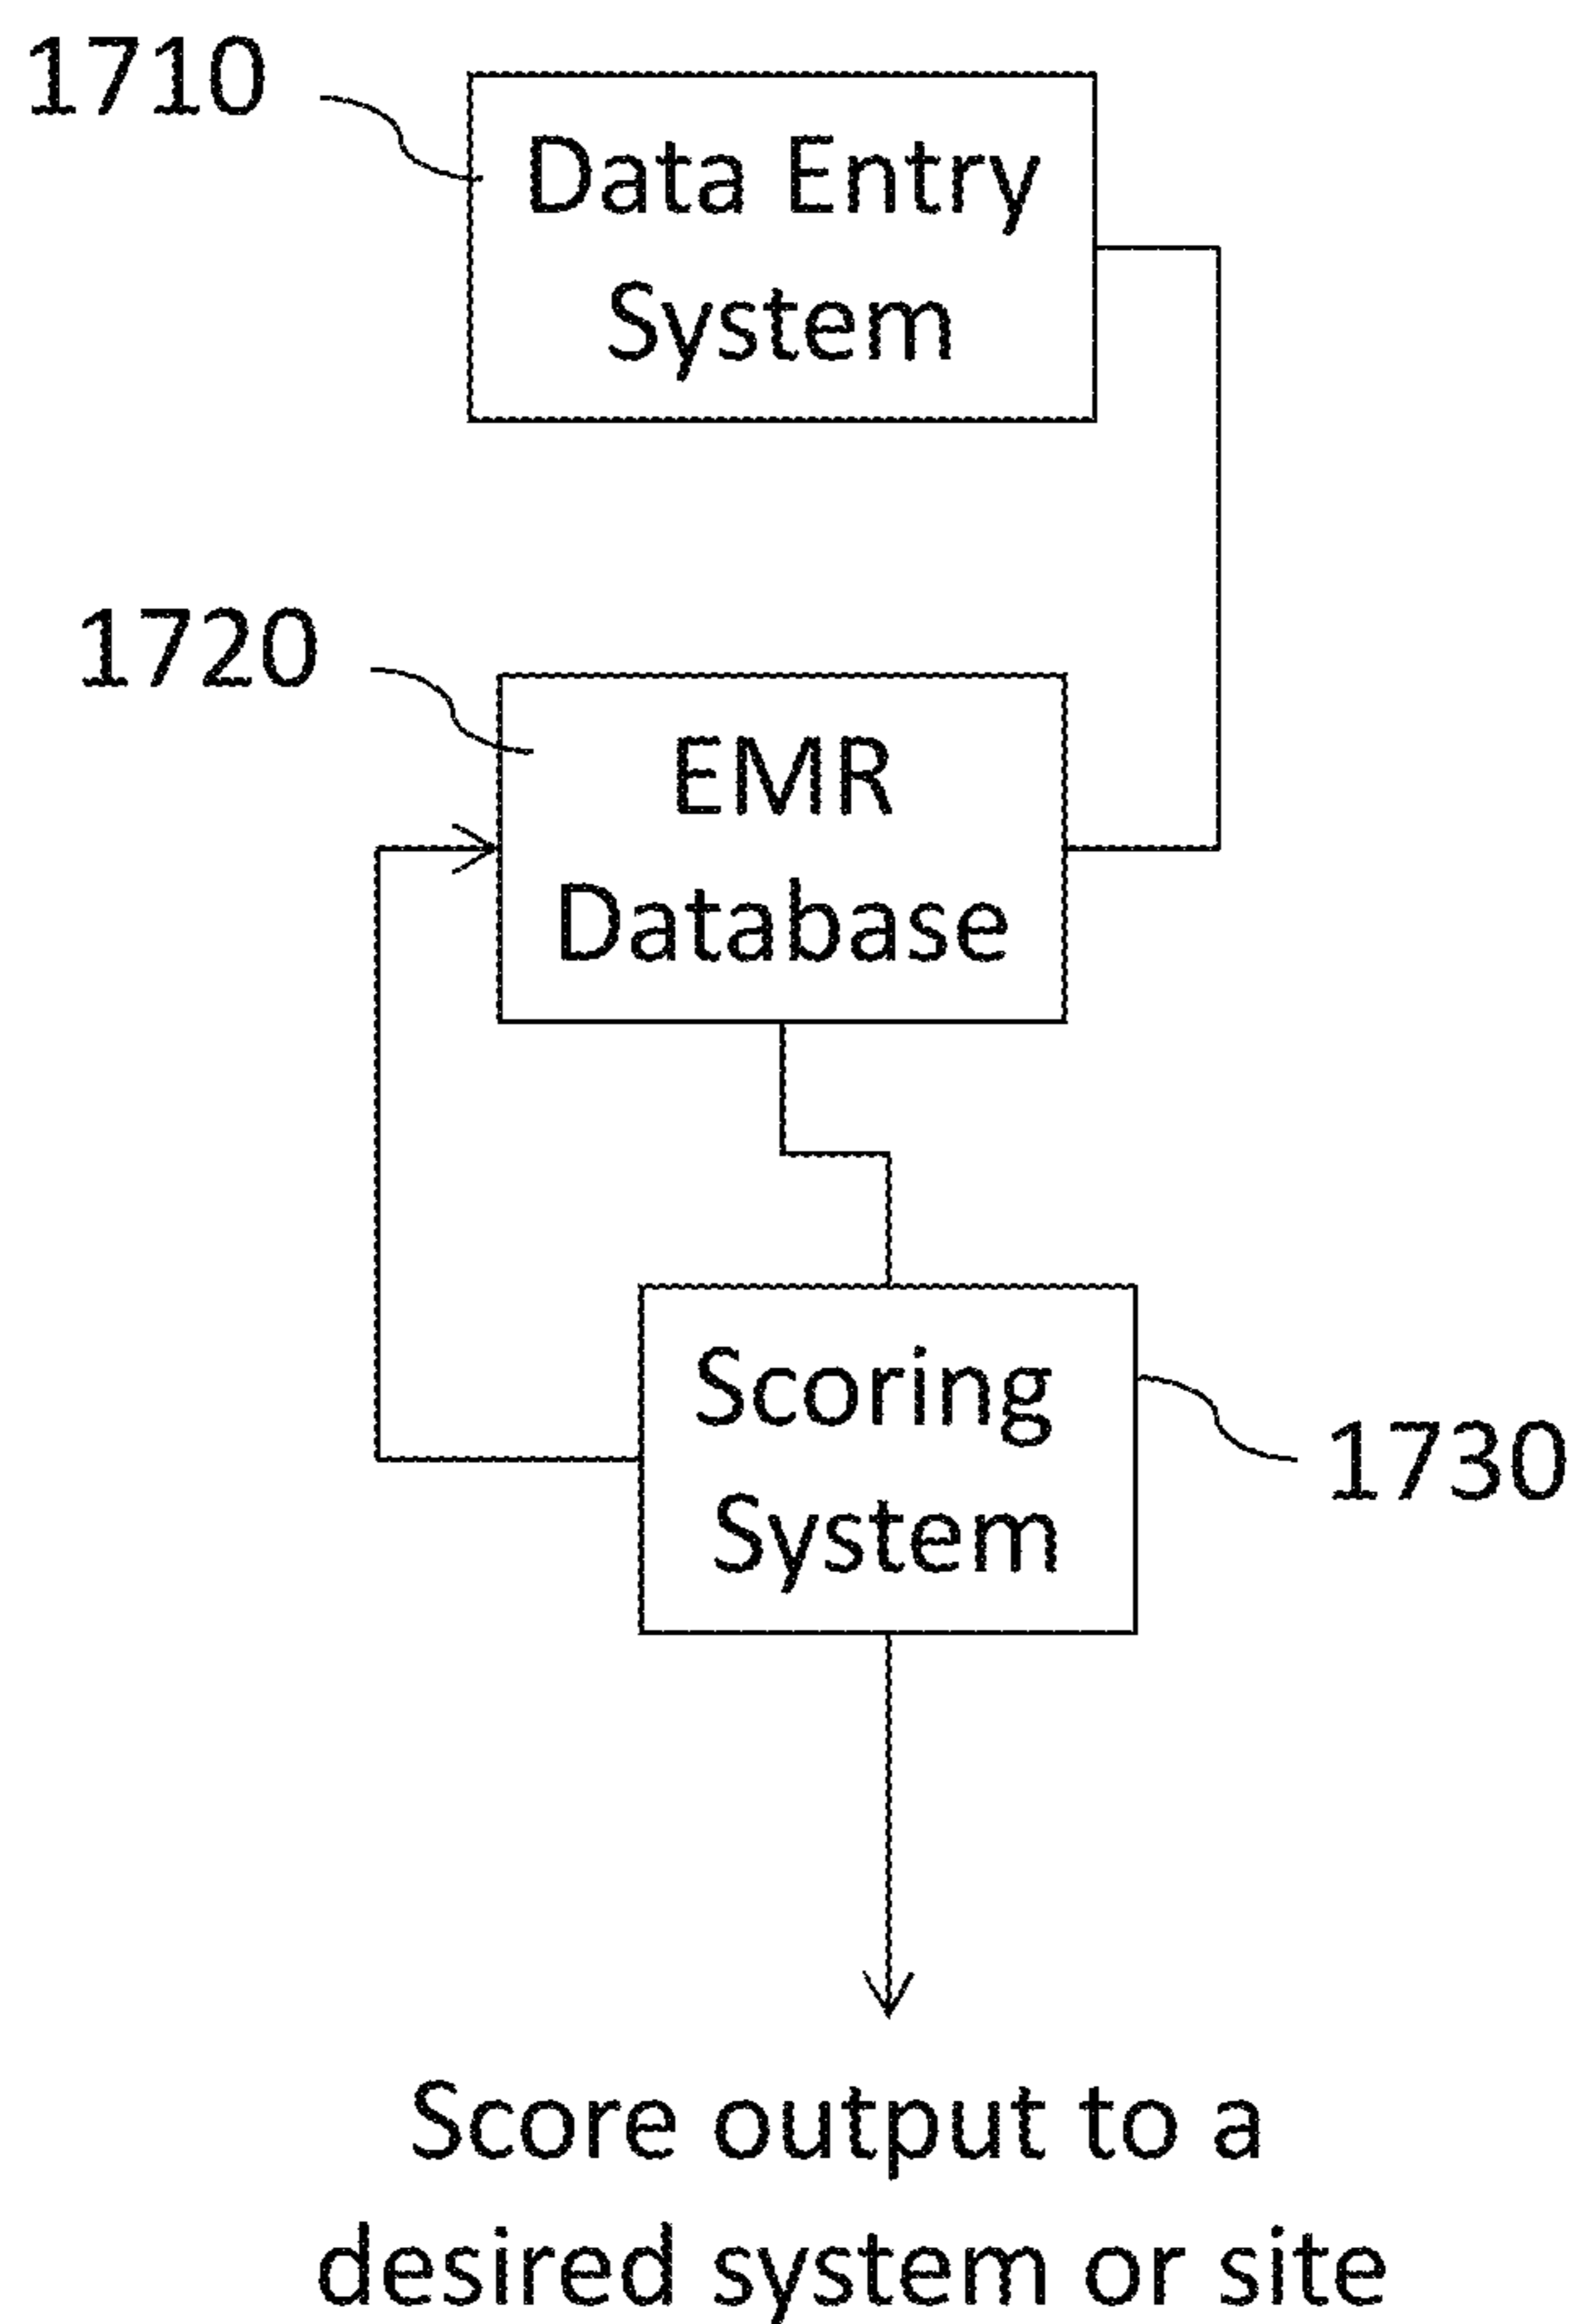 1710
Data Entry
System
1720
EMR
Database
Scoring
System
1730
Score output to a
desired system or site